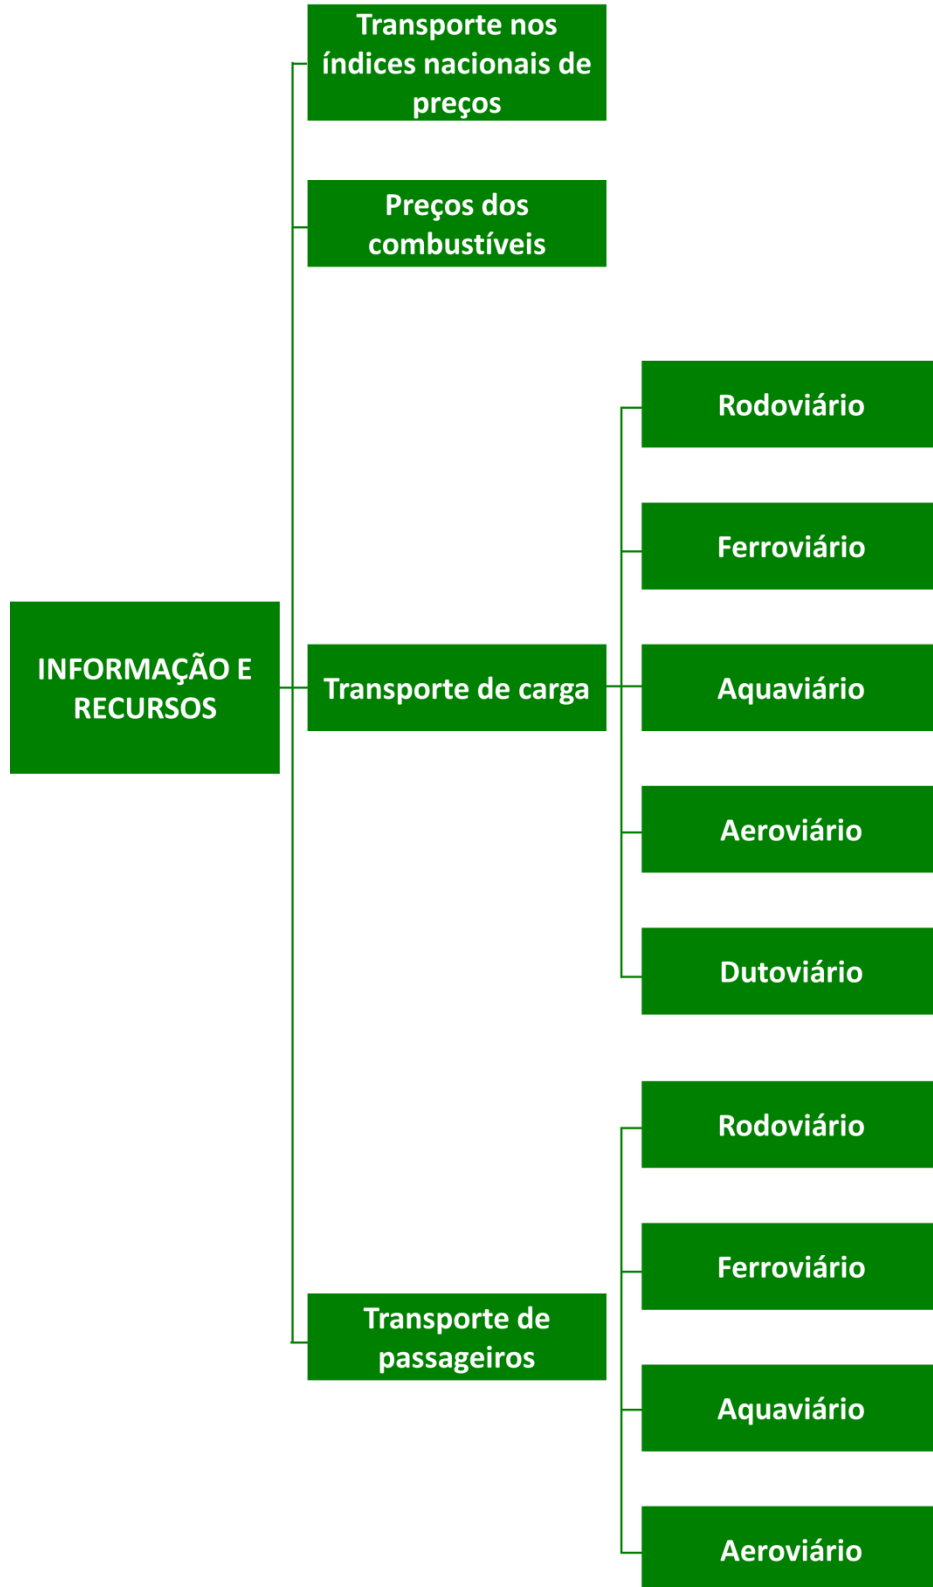 Transporte nos
índices nacionais de
preços
Preços dos
combustíveis
Rodoviário
Ferroviário
INFORMAÇÃO E
RECURSOS
Transporte de carga
Aquaviário
Aeroviário
Dutoviário
Rodoviário
Ferroviário
Transporte de
passageiros
Aquaviário
Aeroviário